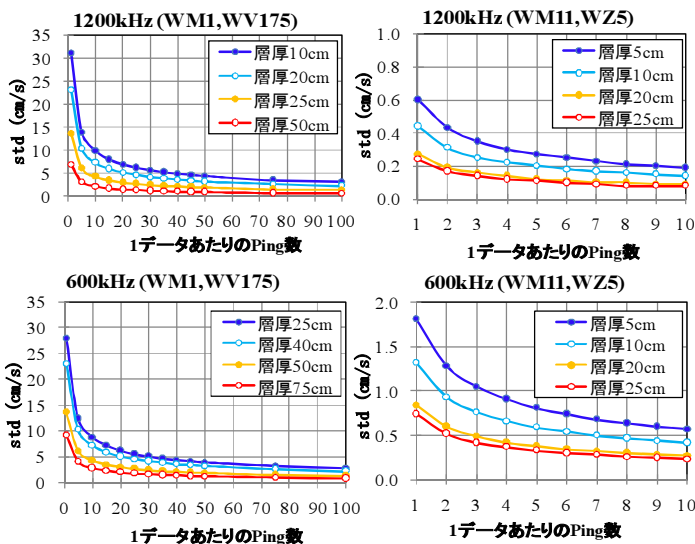 1200kHz (WM1,WV175)
35
30
25
20
15
10
5
0
std (cm/s)
層厚10cm
層厚20cm
層厚25cm
層厚50cm
0 10 20 30 40 50 60 70 80 90 100
1データあたりのPing数
1200kHz (WM11,WZ5)
1.0
0.8
0.6
0.4
0.2
0.0
std (cm/s)
層厚5cm
層厚10cm
層厚20cm
層厚25cm
1 2 3 4 5 6 7 8 9 10
1データあたりのPing数
600kHz (WM1,WV175)
35
30
25
20
15
10
5
0
std (cm/s)
層厚25cm
層厚40cm
層厚50cm
層厚75cm
0 10 20 30 40 50 60 70 80 90 100
1データあたりのPing数
600kHz (WM11,WZ5)
2.0
1.5
1.0
0.5
0.0
std (cm/s)
層厚5cm
層厚10cm
層厚20cm
層厚25cm
1 2 3 4 5 6 7 8 9 10
1データあたりのPing数